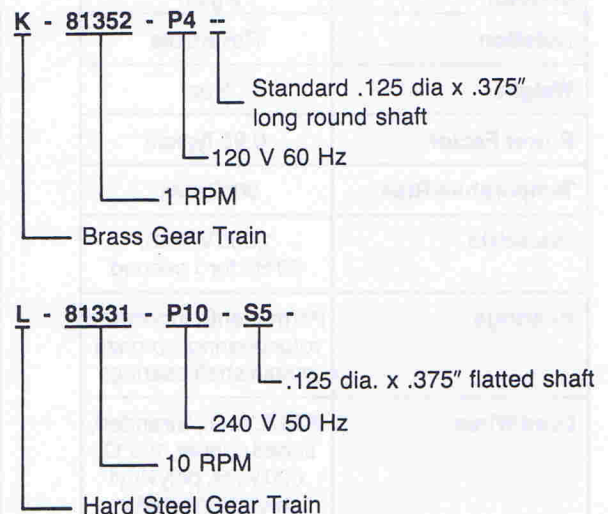 K - 81352 - P4 --
Standard .125 dia x .375″
long round shaft
120 V 60 Hz
1 RPM
Brass Gear Train
L - 81331 - P10 - S5 -
.125 dia. x .375″ flatted shaft
240 V 50 Hz
10 RPM
Hard Steel Gear Train